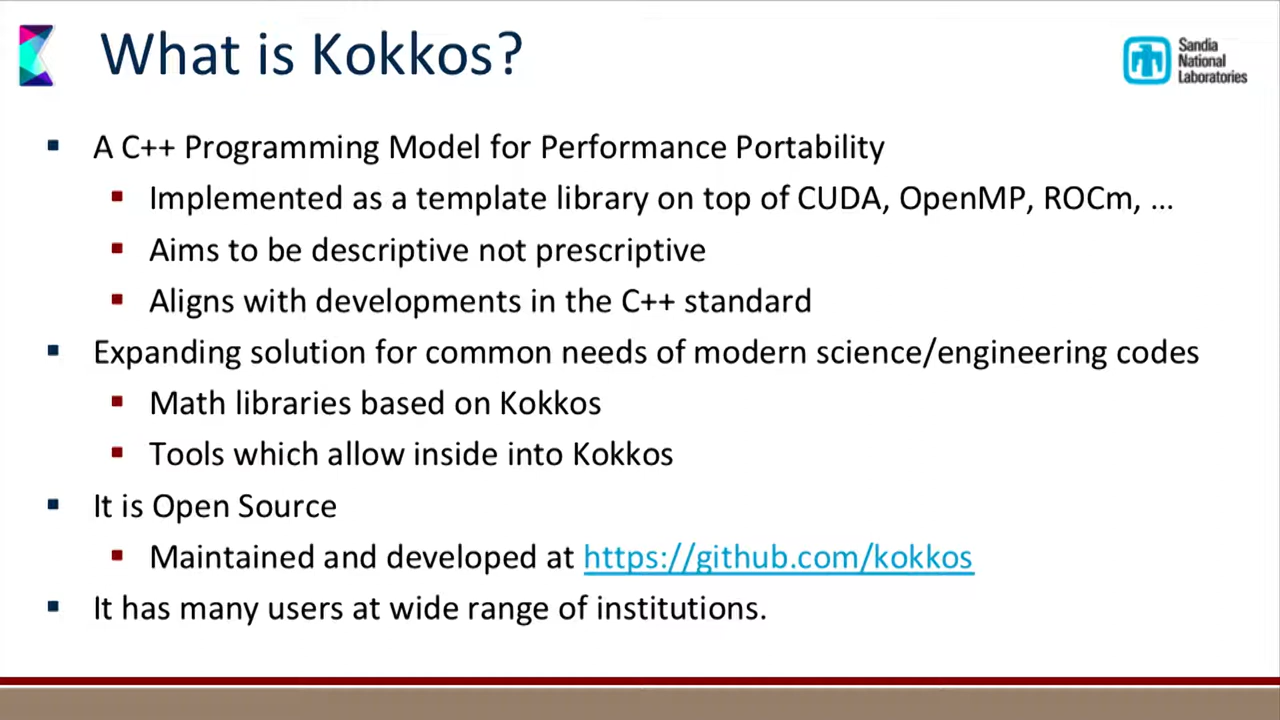 What is Kokkos?
Sandia
National
Laboratories
▪ A C++ Programming Model for Performance Portability
▪ Implemented as a template library on top of CUDA, OpenMP, ROCm, ...
▪ Aims to be descriptive not prescriptive
▪ Aligns with developments in the C++ standard
▪ Expanding solution for common needs of modern science/engineering codes
▪ Math libraries based on Kokkos
▪ Tools which allow inside into Kokkos
▪ It is Open Source
▪ Maintained and developed at https://github.com/kokkos
▪ It has many users at wide range of institutions.